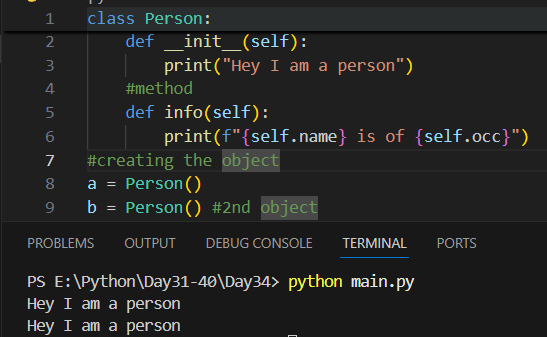 1 class Person:
2 def __init__(self):
3 print("Hey I am a person")
4 #method
5 def info(self):
6 print(f"{self.name} is of {self.occ}")
7 #creating the object
8 a = Person()
9 b = Person() #2nd object
PROBLEMS OUTPUT DEBUG CONSOLE TERMINAL PORTS
PS E:\Python\Day31-40\Day34> python main.py
Hey I am a person
Hey I am a person